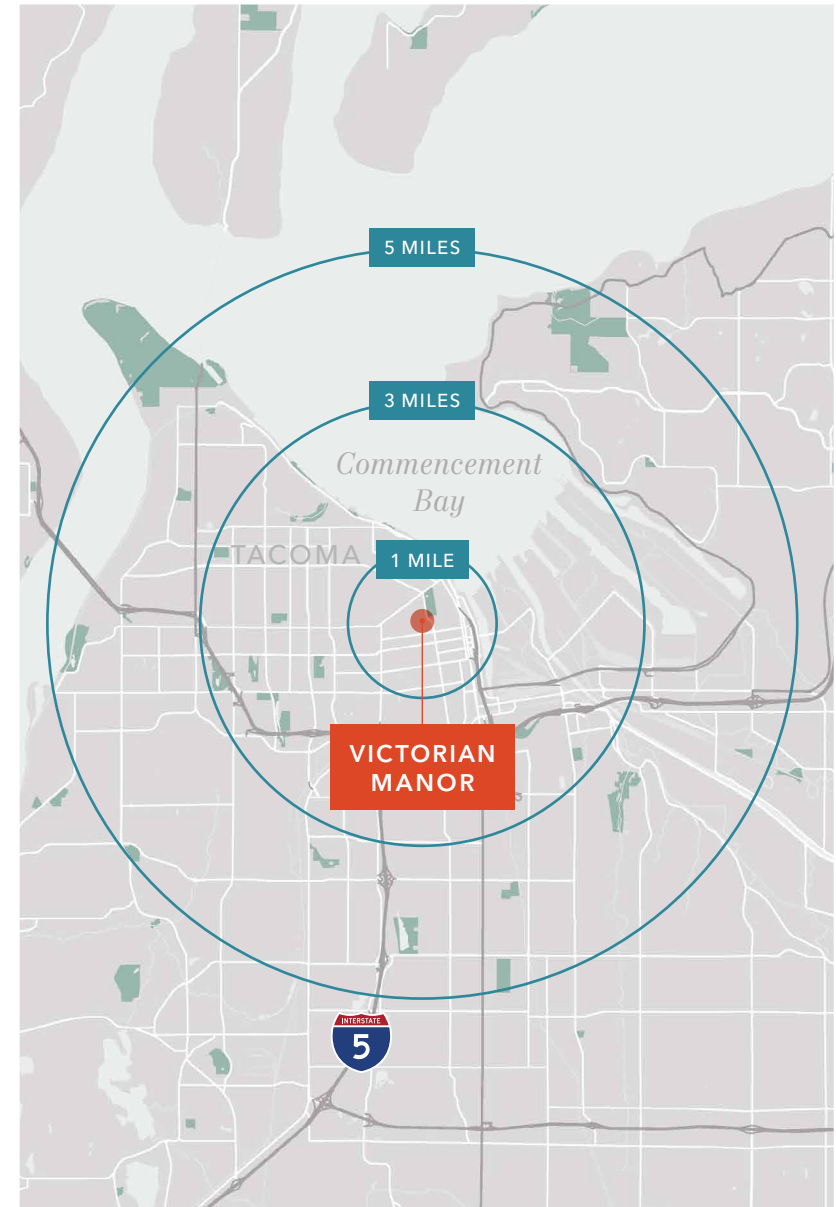 5 MILES
3 MILES
Commencement
Bay
TACOMA
1 MILE
VICTORIAN
MANOR
INTERSTATE
5